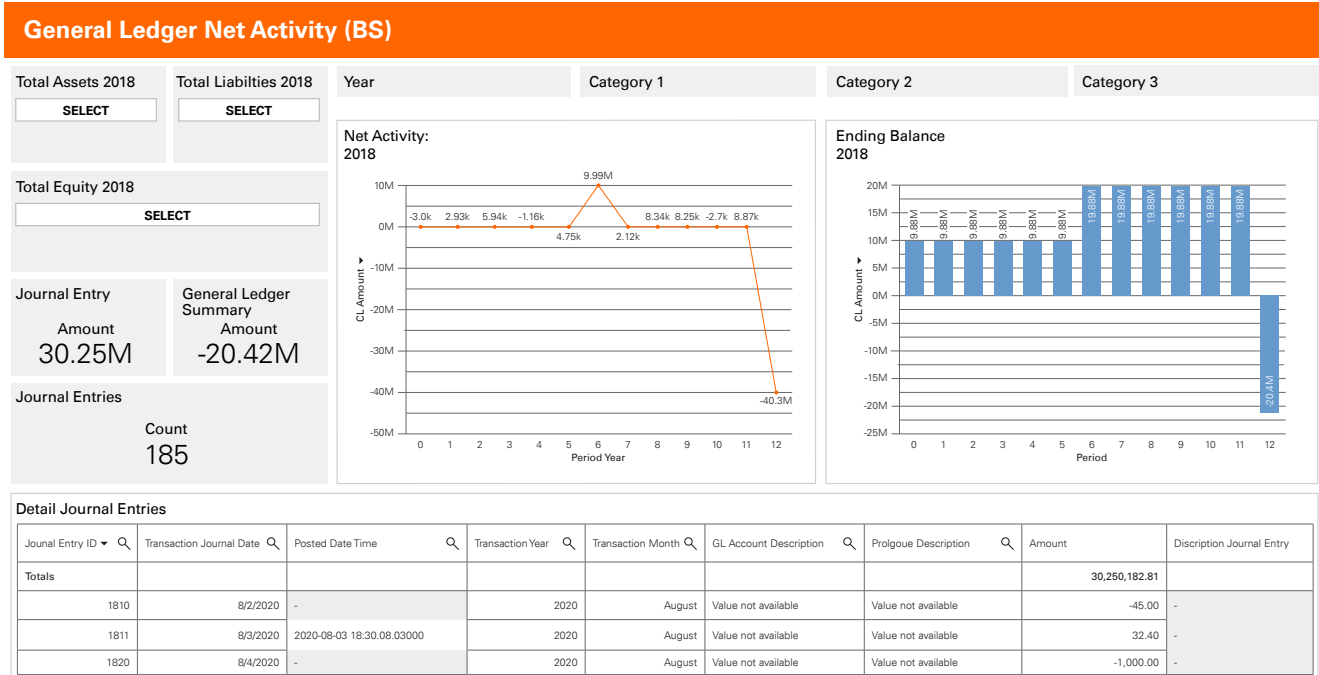 General Ledger Net Activity (BS)
Total Assets 2018
SELECT
Total Liabilties 2018
SELECT
Year
Category 1
Category 2
Category 3
Total Equity 2018
SELECT
Journal Entry
Amount
30.25M
General Ledger
Summary
Amount
-20.42M
Journal Entries
Count
185
Net Activity:
2018
CL Amount
10M
0M
-10M
-20M
-30M
-40M
-50M
-3.0k 2.93k 5.94k -1.16k 4.75k 9.99M 2.12k 8.34k 8.25k -2.7k 8.87k -40.3M
0 1 2 3 4 5 6 7 8 9 10 11 12
Period Year
Ending Balance
2018
CL Amount
20M
15M
10M
5M
0M
-5M
-10M
-15M
-20M
-25M
9.88M 9.88M 9.88M 9.88M 9.88M 9.88M 19.88M 19.88M 19.88M 19.88M 19.88M 19.88M -20.4M
0 1 2 3 4 5 6 7 8 9 10 11 12
Period
Detail Journal Entries
Jounal Entry ID Transaction Journal Date Posted Date Time Transaction Year Transaction Month GL Account Description Prolgoue Description Amount Discription Journal Entry
Totals 30,250,182.81
1810 8/2/2020 - 2020 August Value not available Value not available -45.00 -
1811 8/3/2020 2020-08-03 18:30.08.03000 2020 August Value not available Value not available 32.40 -
1820 8/4/2020 - 2020 August Value not available Value not available -1,000.00 -